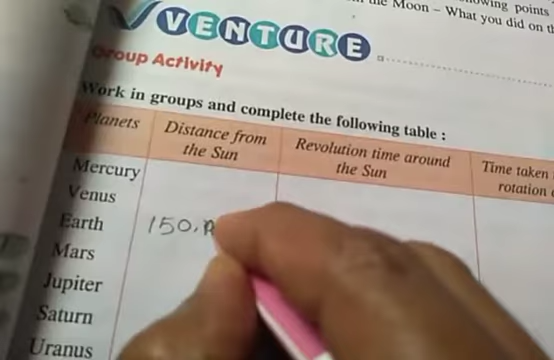 owing points
the Moon – What you did on th
VENTURE
Group Activity
Work in groups and complete the following table :
Planets
Distance from
the Sun
Revolution time around
the Sun
Time taken
rotation
Mercury
Venus
Earth
150.
Mars
Jupiter
Saturn
Uranus